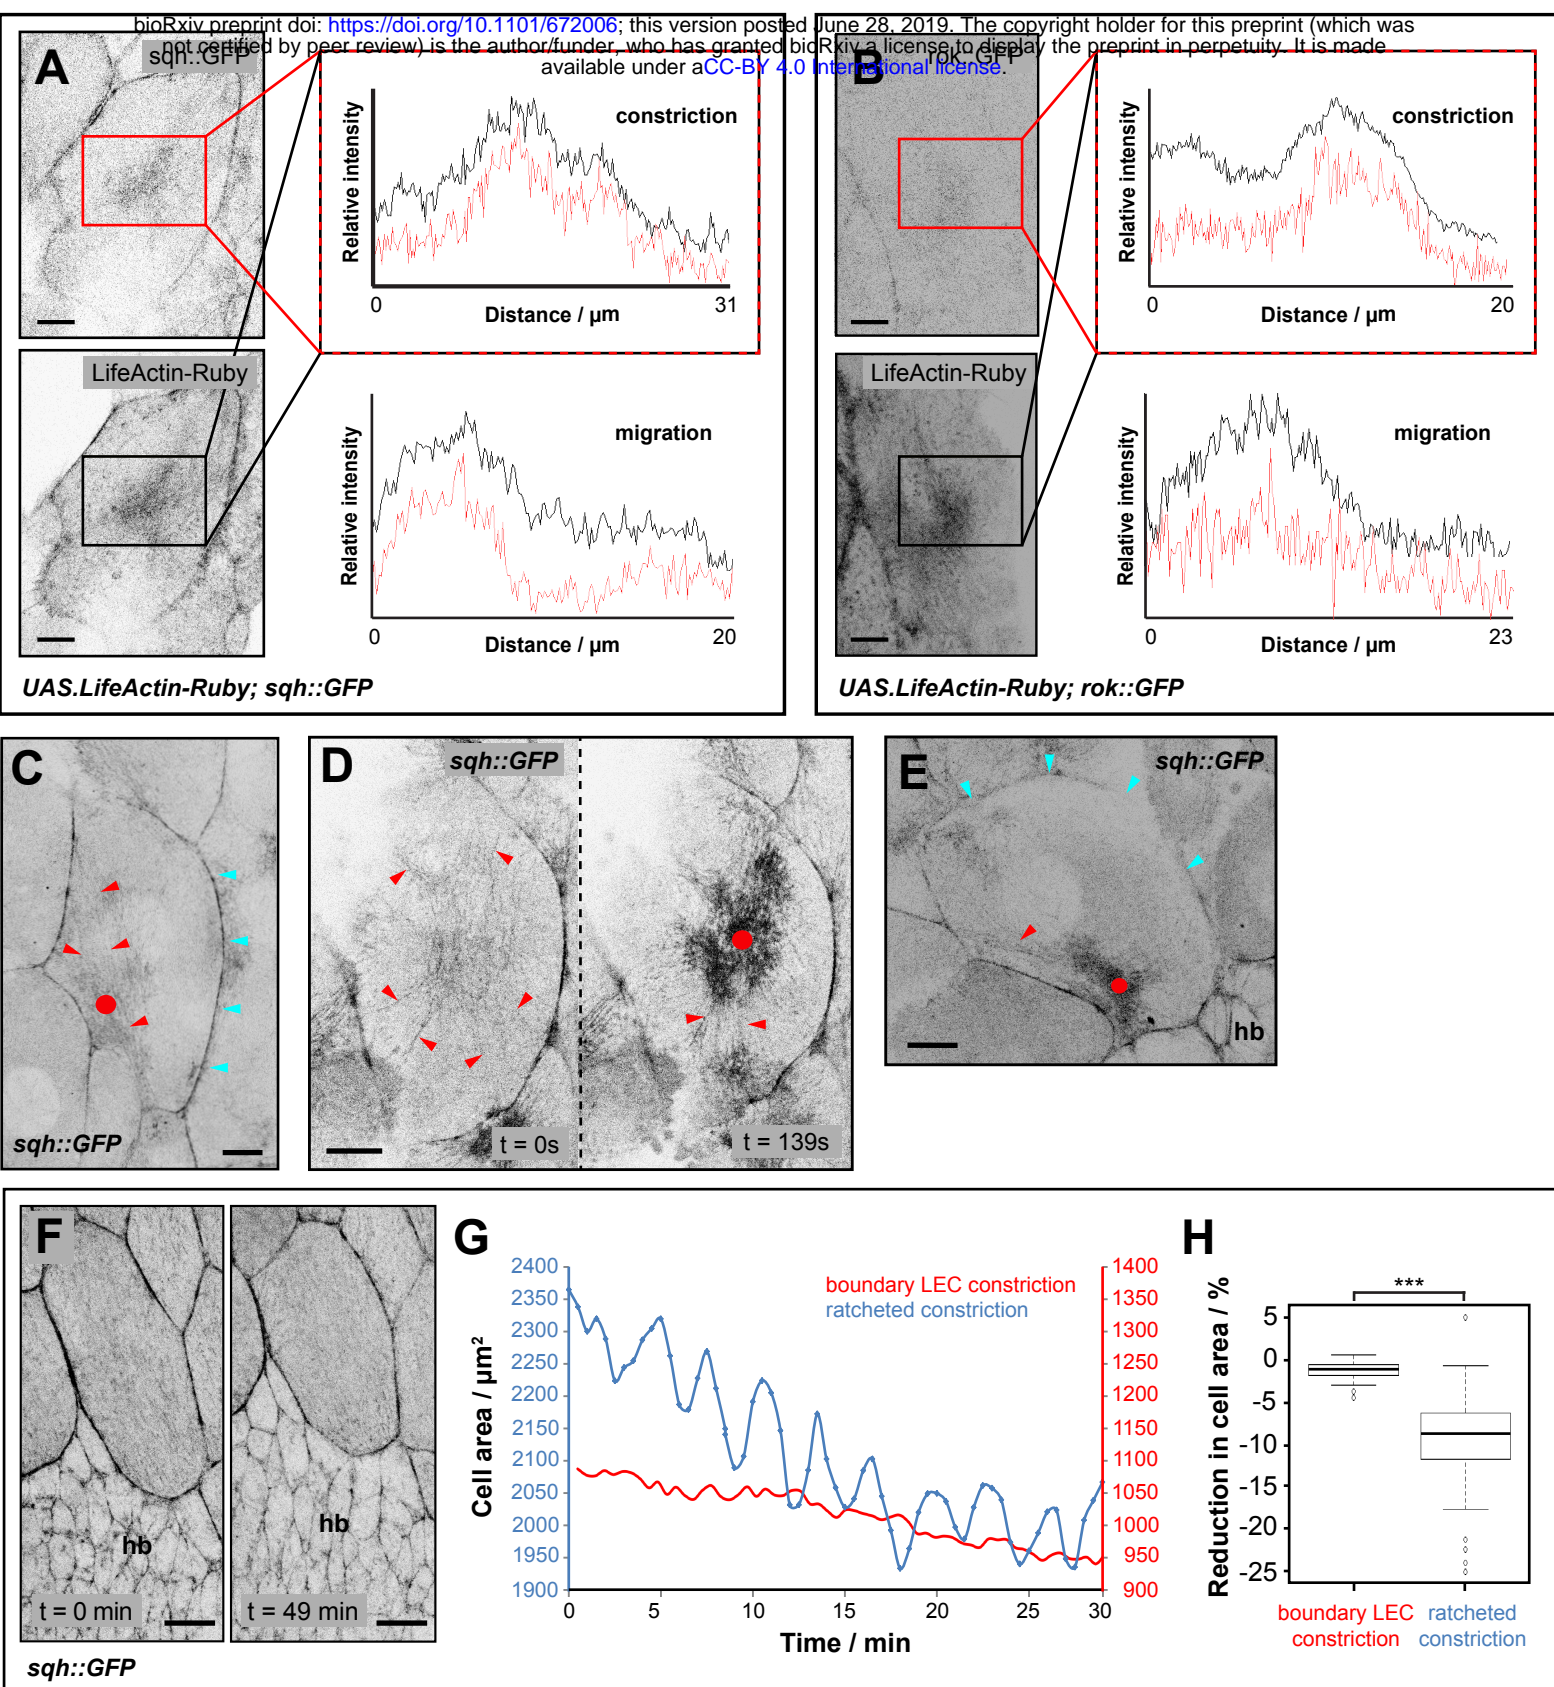 bioRxiv preprint doi: https://doi.org/10.1101/672006; this version posted June 28, 2019. The copyright holder for this preprint (which was
not certified by peer review) is the author/funder, who has granted bioRxiv a license to display the preprint in perpetuity. It is made
available under aCC-BY 4.0 International license.
A
sqh::GFP
constriction
Relative intensity
0
31
Distance / µm
LifeActin-Ruby
migration
Relative intensity
0
20
Distance / µm
UAS.LifeActin-Ruby; sqh::GFP
B
rok::GFP
constriction
Relative intensity
0
20
Distance / µm
LifeActin-Ruby
migration
Relative intensity
0
23
Distance / µm
UAS.LifeActin-Ruby; rok::GFP
C
sqh::GFP
D
sqh::GFP
t = 0s
t = 139s
E
sqh::GFP
hb
F
hb
t = 0 min
hb
t = 49 min
sqh::GFP
G
boundary LEC constriction
ratcheted constriction
Cell area / µm²
2400
2350
2300
2250
2200
2150
2100
2050
2000
1950
1900
1400
1350
1300
1250
1200
1150
1100
1050
1000
950
900
0 5 10 15 20 25 30
Time / min
H
***
Reduction in cell area / %
5
0
-5
-10
-15
-20
-25
boundary LEC
constriction
ratcheted
constriction